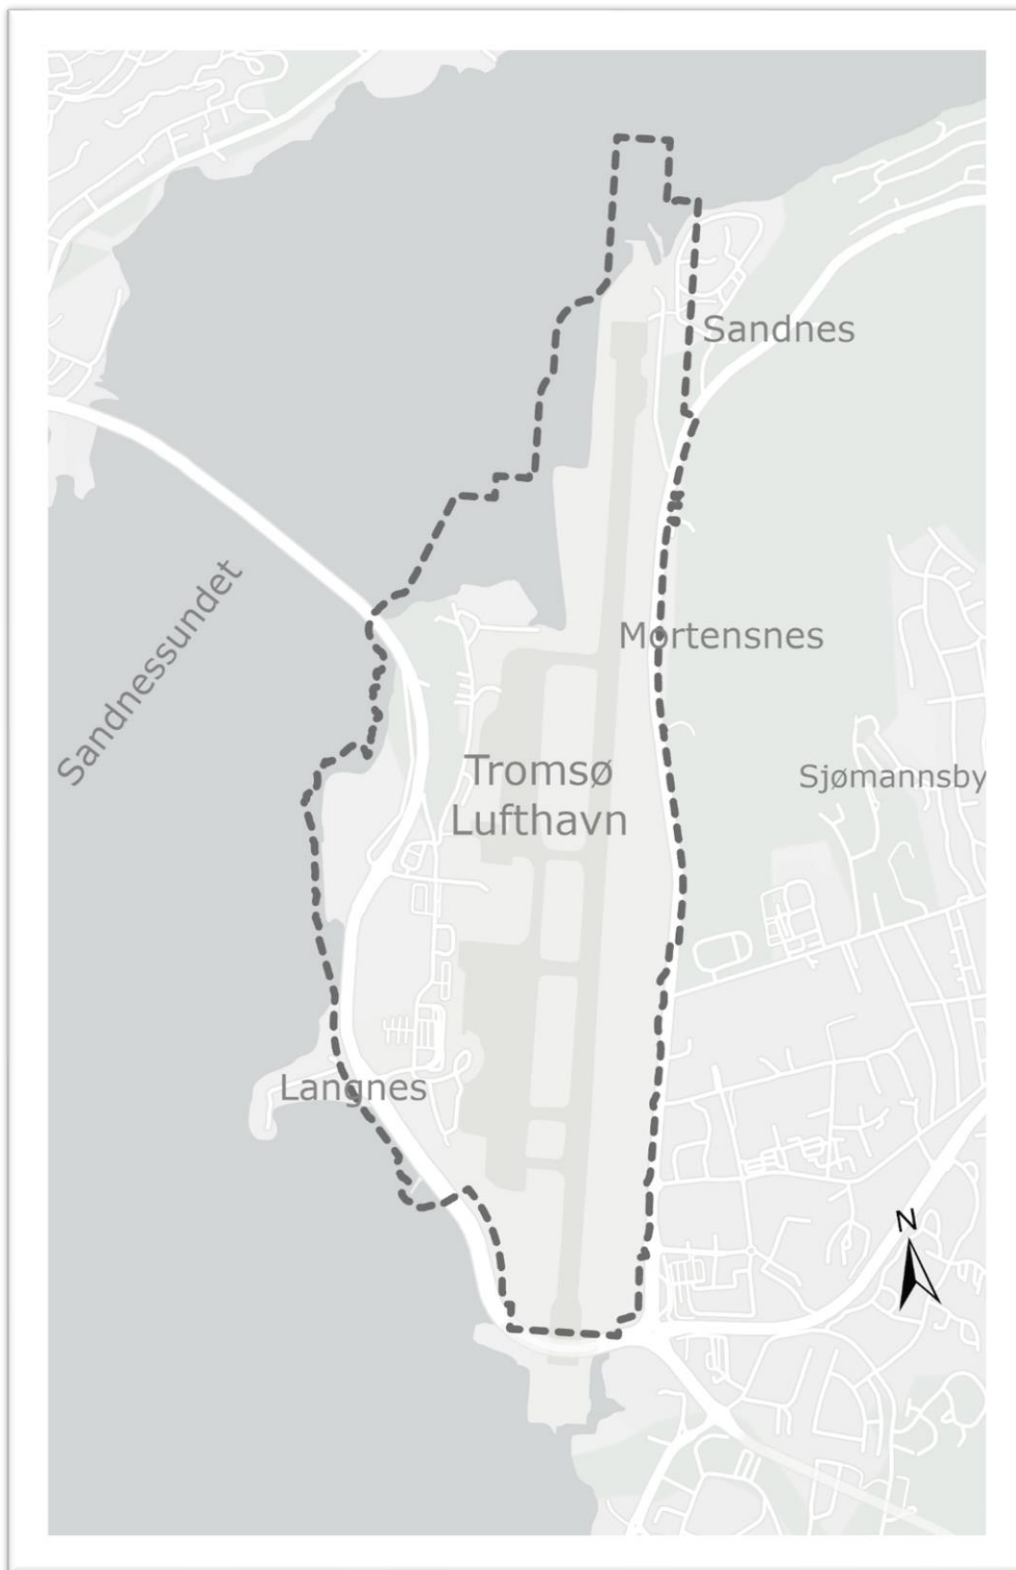 Sandnes
Sandnessundet
Mortensnes
Tromsø
Lufthavn
Sjømannsby
Langnes
N